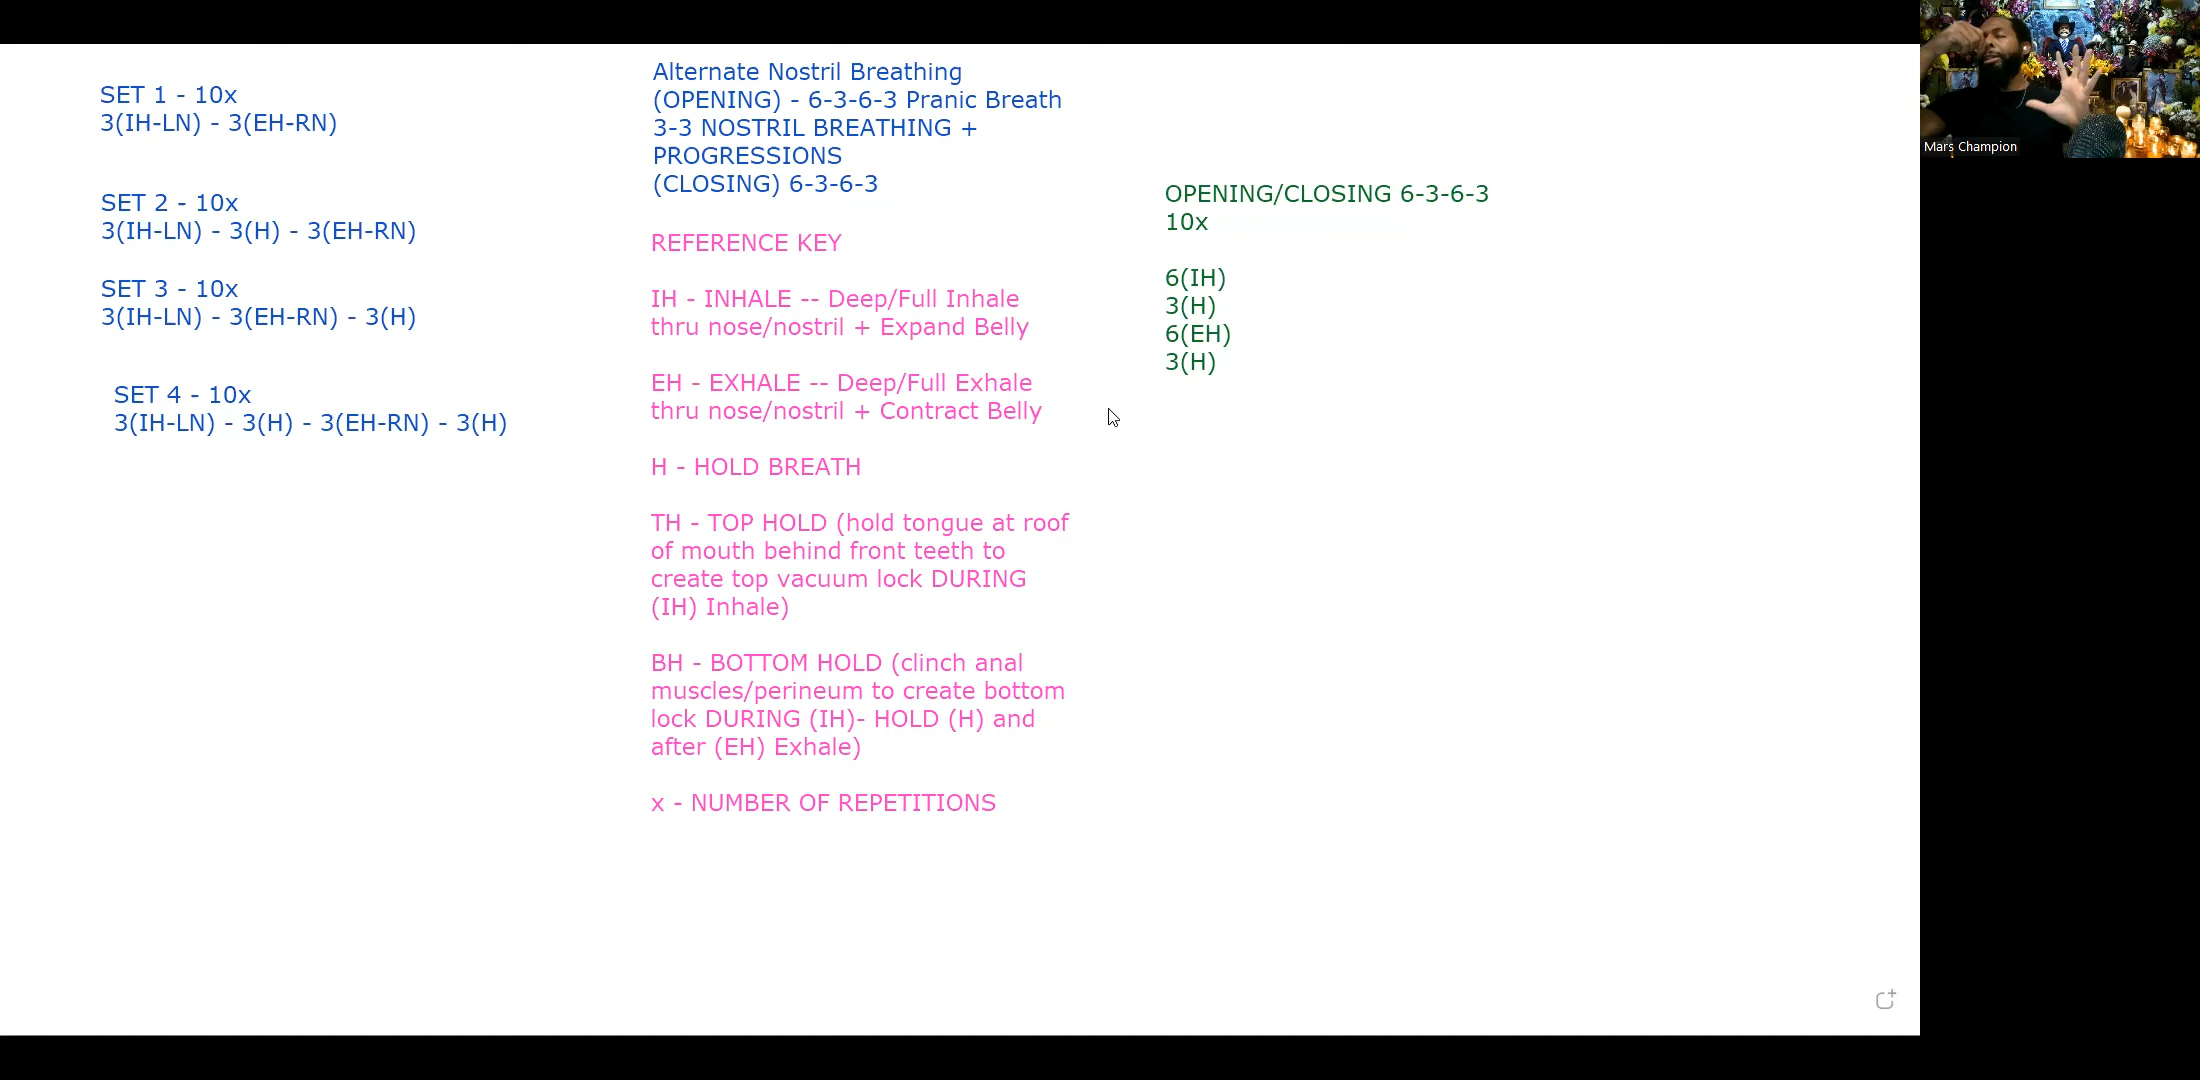 SET 1 - 10x
3(IH-LN) - 3(EH-RN)
SET 2 - 10x
3(IH-LN) - 3(H) - 3(EH-RN)
SET 3 - 10x
3(IH-LN) - 3(EH-RN) - 3(H)
SET 4 - 10x
3(IH-LN) - 3(H) - 3(EH-RN) - 3(H)
Alternate Nostril Breathing
(OPENING) - 6-3-6-3 Pranic Breath
3-3 NOSTRIL BREATHING +
PROGRESSIONS
(CLOSING) 6-3-6-3
REFERENCE KEY
IH - INHALE -- Deep/Full Inhale
thru nose/nostril + Expand Belly
EH - EXHALE -- Deep/Full Exhale
thru nose/nostril + Contract Belly
H - HOLD BREATH
TH - TOP HOLD (hold tongue at roof
of mouth behind front teeth to
create top vacuum lock DURING
(IH) Inhale)
BH - BOTTOM HOLD (clinch anal
muscles/perineum to create bottom
lock DURING (IH)- HOLD (H) and
after (EH) Exhale)
x - NUMBER OF REPETITIONS
OPENING/CLOSING 6-3-6-3
10x
6(IH)
3(H)
6(EH)
3(H)
Mars Champion